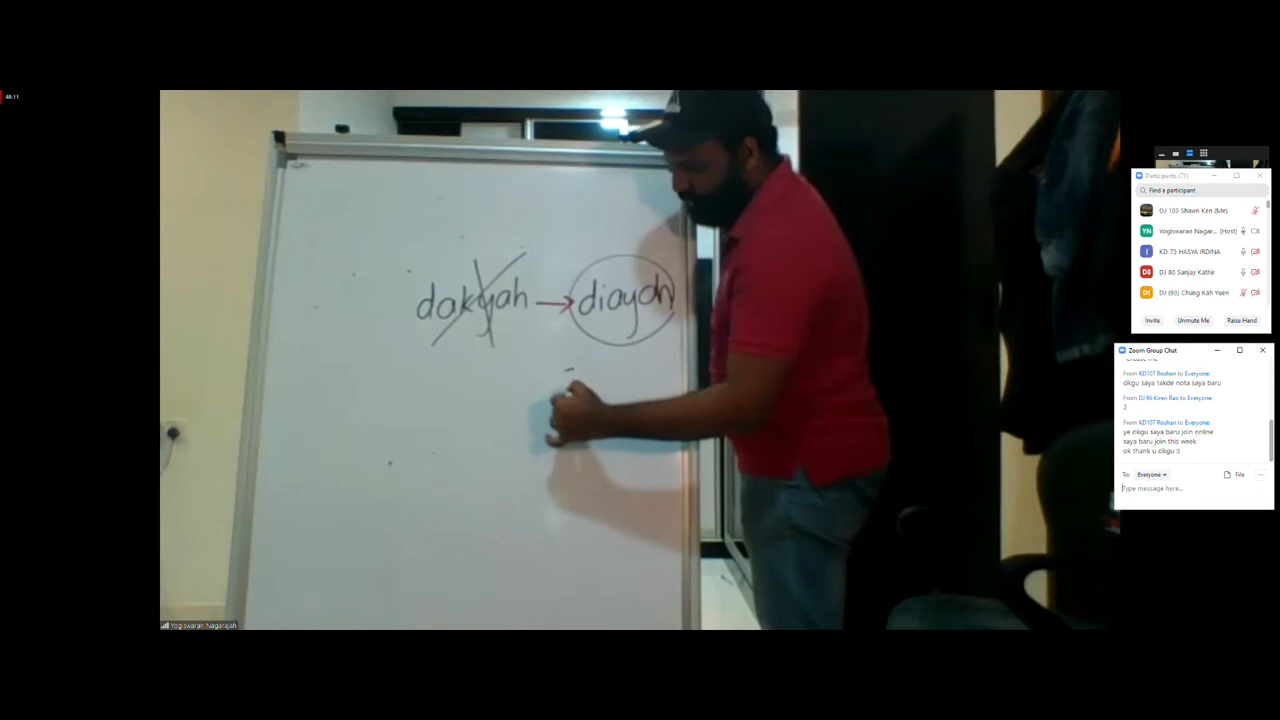 48:11
dakyah → diayah
Yogiswaran Nagarajah
Participants (71)
Find a participant
DJ 103 Shawn Ken (Me)
YN Yogiswaran Nagar... (Host)
I KD 75 HASYA IRDINA
D8 DJ 80 Sanjay Kathir
D( DJ (93) Chung Kah Yuen
Invite Unmute Me Raise Hand
Zoom Group Chat
From KD107 Roshan to Everyone:
cikgu saya takde nota saya baru
From DJ 96 Kiren Rao to Everyone:
2
From KD107 Roshan to Everyone:
ye cikgu saya baru join online
saya baru join this week
ok thank u cikgu :)
To: Everyone File ...
Type message here...